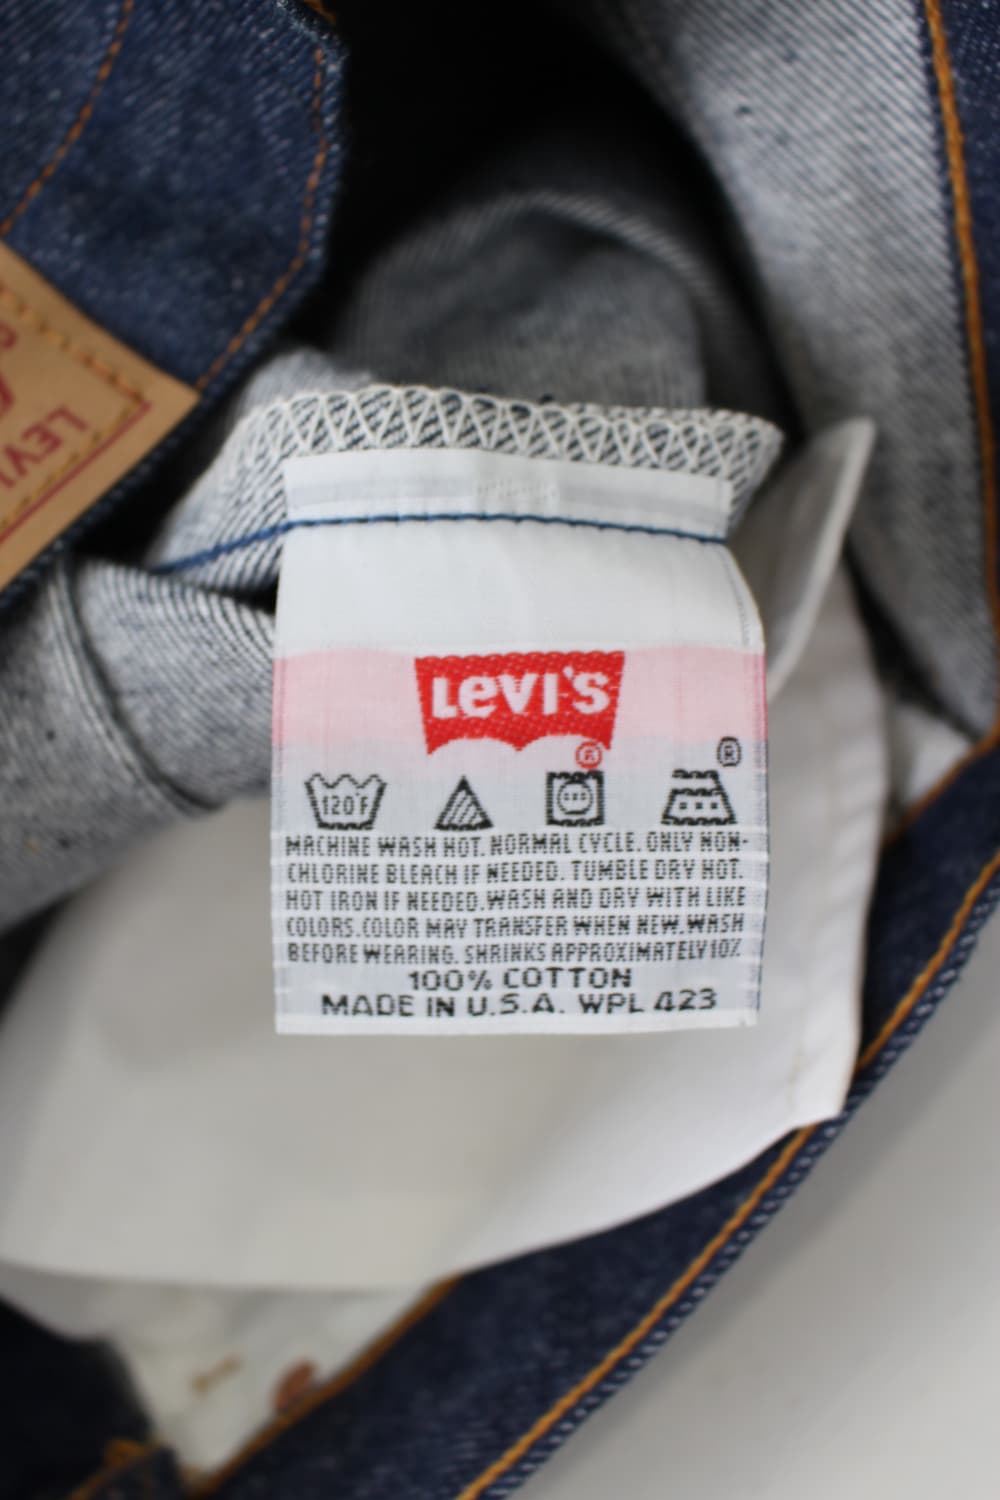 LEVI
LEVI'S
®
®
120°F
MACHINE WASH HOT. NORMAL CYCLE. ONLY NON-
CHLORINE BLEACH IF NEEDED. TUMBLE DRY HOT.
HOT IRON IF NEEDED. WASH AND DRY WITH LIKE
COLORS. COLOR MAY TRANSFER WHEN NEW. WASH
BEFORE WEARING. SHRINKS APPROXIMATELY 10%
100% COTTON
MADE IN U.S.A. WPL 423